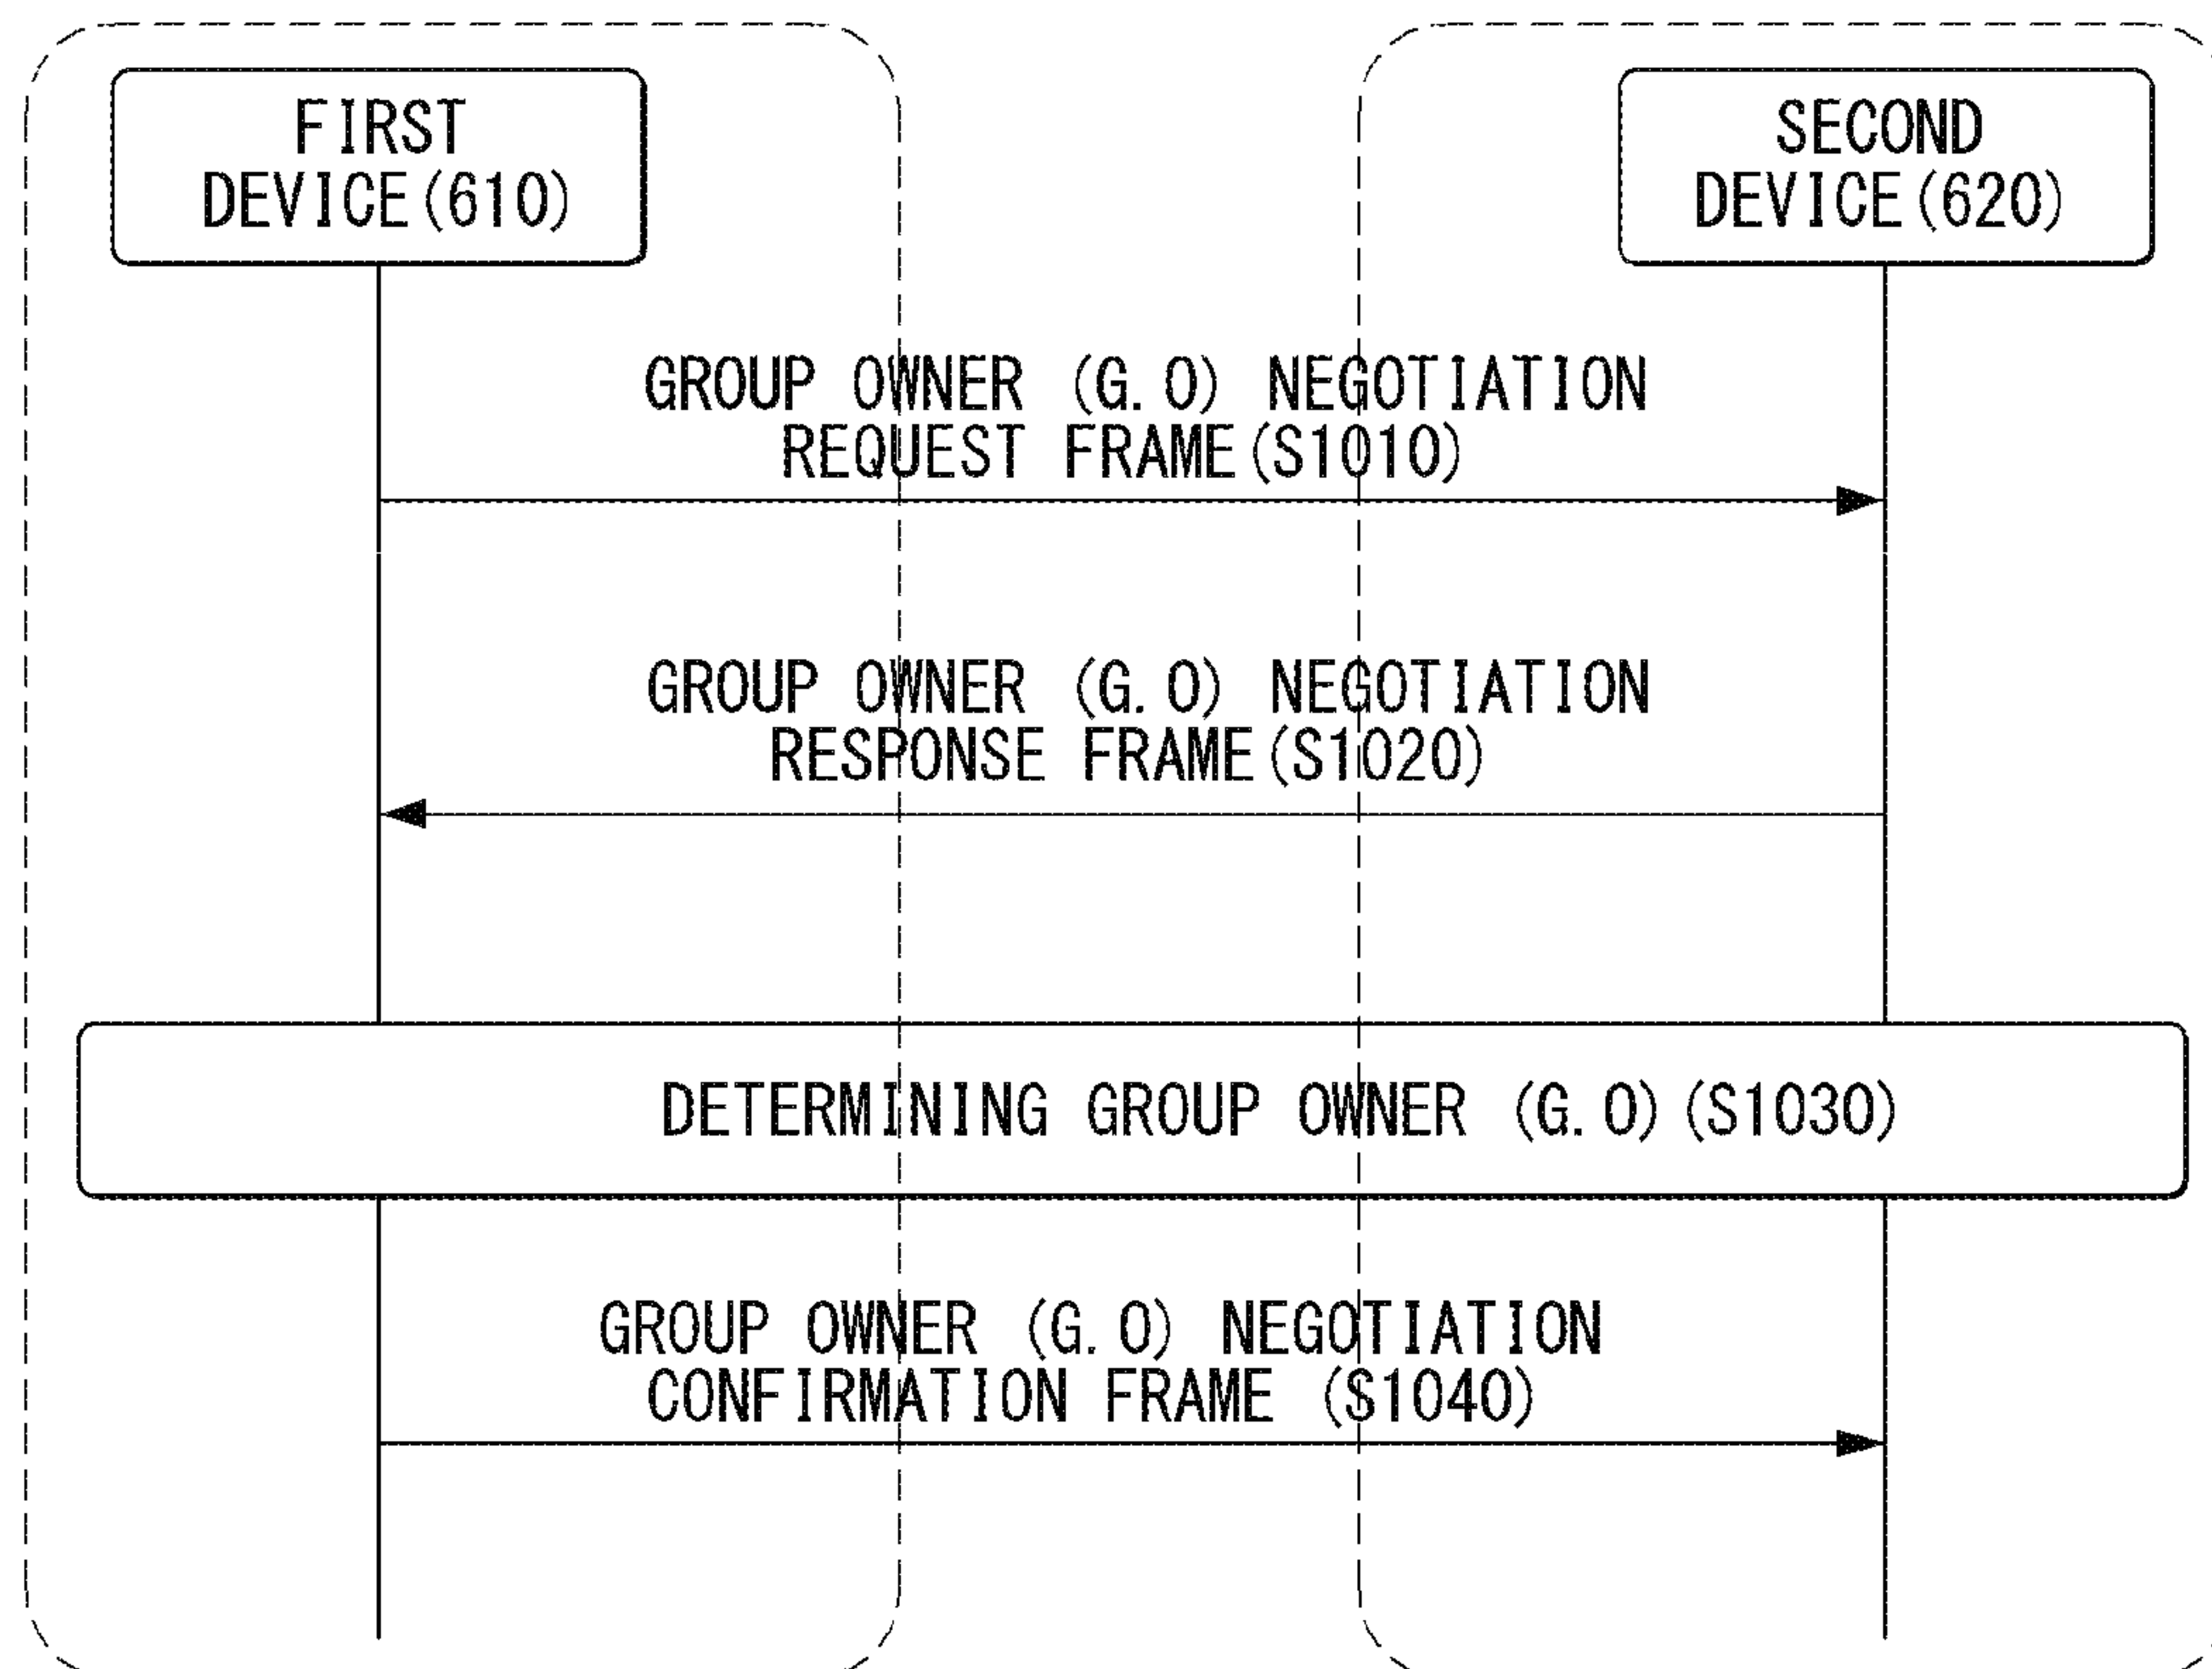 FIRST
DEVICE(610)
SECOND
DEVICE(620)
GROUP OWNER (G.O) NEGOTIATION
REQUEST FRAME(S1010)
GROUP OWNER (G.O) NEGOTIATION
RESPONSE FRAME(S1020)
DETERMINING GROUP OWNER (G.O)(S1030)
GROUP OWNER (G.O) NEGOTIATION
CONFIRMATION FRAME (S1040)